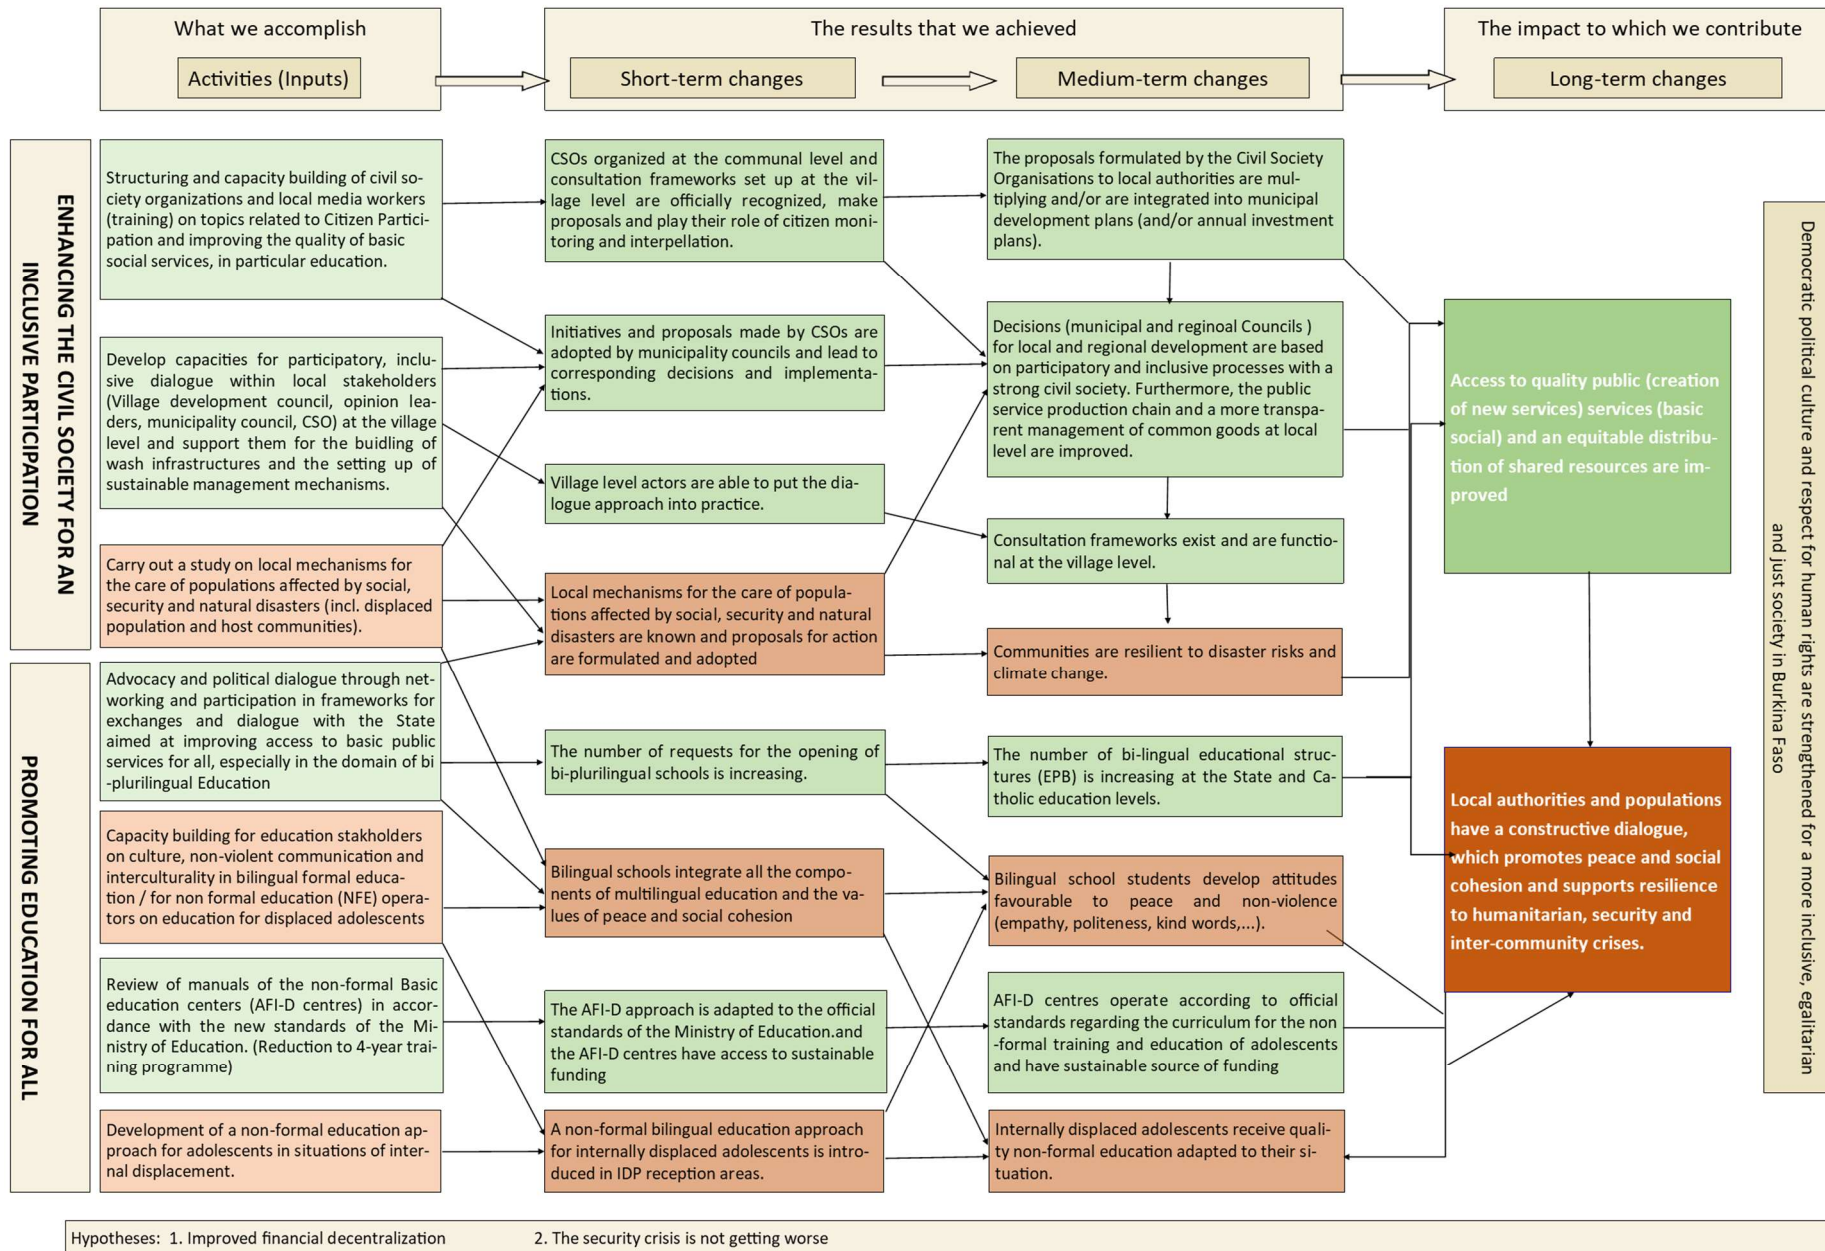 What we accomplish
Activities (Inputs)
The results that we achieved
Short-term changes
Medium-term changes
The impact to which we contribute
Long-term changes
ENHANCING THE CIVIL SOCIETY FOR AN
INCLUSIVE PARTICIPATION
Structuring and capacity building of civil so-
ciety organizations and local media workers
(training) on topics related to Citizen Partici-
pation and improving the quality of basic
social services, in particular education.
Develop capacities for participatory, inclu-
sive dialogue within local stakeholders
(Village development council, opinion lea-
ders, municipality council, CSO) at the village
level and support them for the buidling of
wash infrastructures and the setting up of
sustainable management mechanisms.
Carry out a study on local mechanisms for
the care of populations affected by social,
security and natural disasters (incl. displaced
population and host communities).
PROMOTING EDUCATION FOR ALL
Advocacy and political dialogue through net-
working and participation in frameworks for
exchanges and dialogue with the State
aimed at improving access to basic public
services for all, especially in the domain of bi
-plurilingual Education
Capacity building for education stakholders
on culture, non-violent communication and
interculturality in bilingual formal educa-
tion / for non formal education (NFE) opera-
tors on education for displaced adolescents
Review of manuals of the non-formal Basic
education centers (AFI-D centres) in accor-
dance with the new standards of the Mi-
nistry of Education. (Reduction to 4-year trai-
ning programme)
Development of a non-formal education ap-
proach for adolescents in situations of inter-
nal displacement.
CSOs organized at the communal level and
consultation frameworks set up at the vil-
lage level are officially recognized, make
proposals and play their role of citizen moni-
toring and interpellation.
Initiatives and proposals made by CSOs are
adopted by municipality councils and lead to
corresponding decisions and implementa-
tions.
Village level actors are able to put the dia-
logue approach into practice.
Local mechanisms for the care of popula-
tions affected by social, security and natural
disasters are known and proposals for action
are formulated and adopted
The number of requests for the opening of
bi-plurilingual schools is increasing.
Bilingual schools integrate all the compo-
nents of multilingual education and the va-
lues of peace and social cohesion
The AFI-D approach is adapted to the official
standards of the Ministry of Education.and
the AFI-D centres have access to sustainable
funding
A non-formal bilingual education approach
for internally displaced adolescents is intro-
duced in IDP reception areas.
The proposals formulated by the Civil Society
Organisations to local authorities are mul-
tiplying and/or are integrated into municipal
development plans (and/or annual investment
plans).
Decisions (municipal and reginoal Councils )
for local and regional development are based
on participatory and inclusive processes with a
strong civil society. Furthermore, the public
service production chain and a more transpa-
rent management of common goods at local
level are improved.
Consultation frameworks exist and are functio-
nal at the village level.
Communities are resilient to disaster risks and
climate change.
The number of bi-lingual educational struc-
tures (EPB) is increasing at the State and Ca-
tholic education levels.
Bilingual school students develop attitudes
favourable to peace and non-violence
(empathy, politeness, kind words,...).
AFI-D centres operate according to official
standards regarding the curriculum for the non
-formal training and education of adolescents
and have sustainable source of funding
Internally displaced adolescents receive quali-
ty non-formal education adapted to their si-
tuation.
Access to quality public (creation
of new services) services (basic
social) and an equitable distribu-
tion of shared resources are im-
proved
Local authorities and populations
have a constructive dialogue,
which promotes peace and social
cohesion and supports resilience
to humanitarian, security and
inter-community crises.
Democratic political culture and respect for human rights are strengthened for a more inclusive, egalitarian
and just society in Burkina Faso
Hypotheses: 1. Improved financial decentralization 2. The security crisis is not getting worse